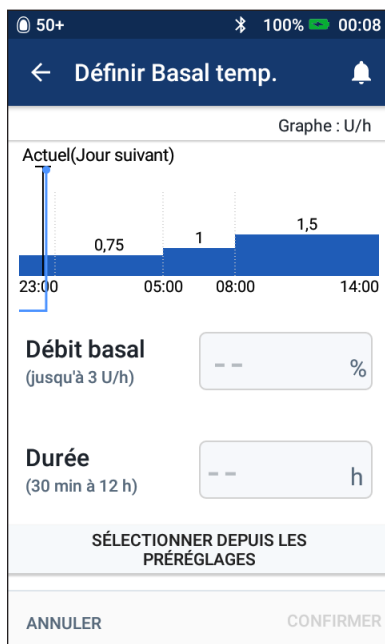 50+ 100% 00:08
Définir Basal temp.
Graphe : U/h
Actuel(Jour suivant)
0,75 1 1,5
23:00 05:00 08:00 14:00
Débit basal
(jusqu'à 3 U/h)
-- %
Durée
(30 min à 12 h)
-- h
SÉLECTIONNER DEPUIS LES
PRÉRÉGLAGES
ANNULER CONFIRMER